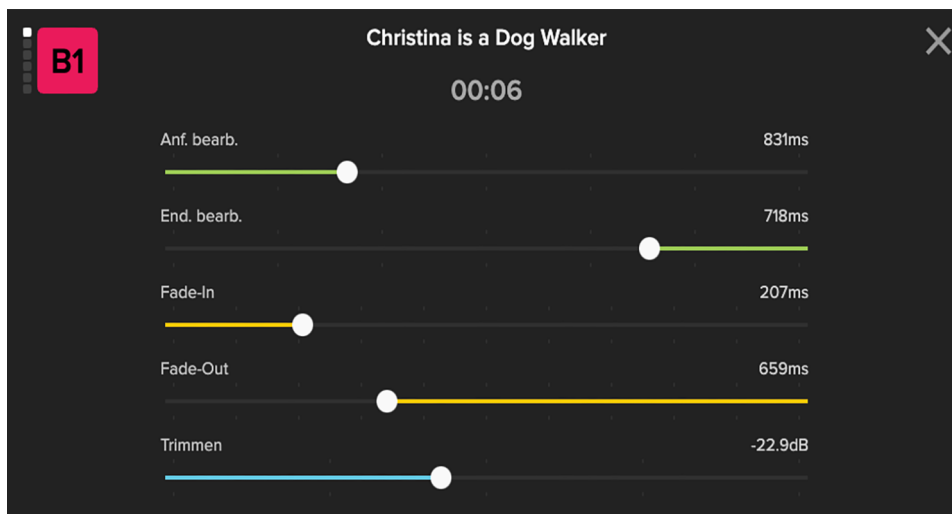 B1
Christina is a Dog Walker
00:06
Anf. bearb. 831ms
End. bearb. 718ms
Fade-In 207ms
Fade-Out 659ms
Trimmen -22.9dB